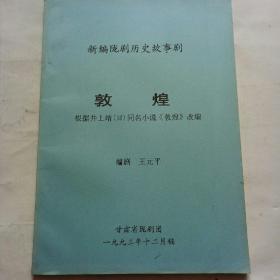 新编陇剧历史故事剧
敦煌
根据井上靖(日)同名小说《敦煌》改编
编剧 王元平
甘肃省陇剧团
一九九三年十二月稿